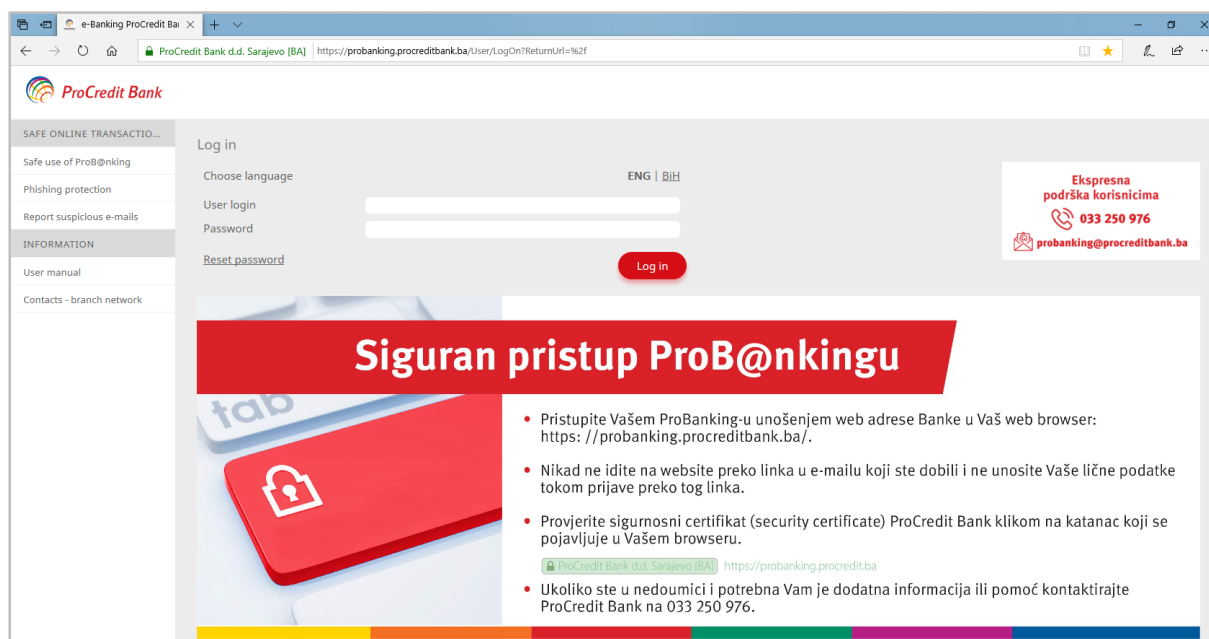 e-Banking ProCredit Bai
ProCredit Bank d.d. Sarajevo [BA] https://probanking.procreditbank.ba/User/LogOn?ReturnUrl=%2f
ProCredit Bank
SAFE ONLINE TRANSACTIO...
Safe use of ProB@nking
Phishing protection
Report suspicious e-mails
INFORMATION
User manual
Contacts - branch network
Log in
Choose language ENG | BiH
User login
Password
Reset password Log in
Ekspresna
podrška korisnicima
033 250 976
probanking@procreditbank.ba
tab
Siguran pristup ProB@nkingu
• Pristupite Vašem ProBanking-u unošenjem web adrese Banke u Vaš web browser:
https: //probanking.procreditbank.ba/.
• Nikad ne idite na website preko linka u e-mailu koji ste dobili i ne unosite Vaše lične podatke
tokom prijave preko tog linka.
• Provjerite sigurnosni certifikat (security certificate) ProCredit Bank klikom na katanac koji se
pojavljuje u Vašem browseru.
ProCredit Bank d.d. Sarajevo [BA] https://probanking.procredit.ba
• Ukoliko ste u nedoumici i potrebna Vam je dodatna informacija ili pomoć kontaktirajte
ProCredit Bank na 033 250 976.